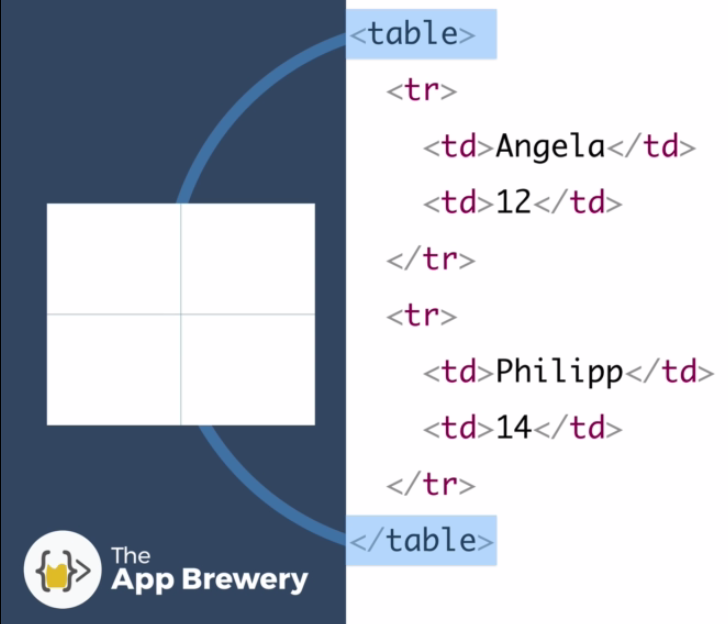 <table>
<tr>
<td>Angela</td>
<td>12</td>
</tr>
<tr>
<td>Philipp</td>
<td>14</td>
</tr>
</table>
The
App Brewery